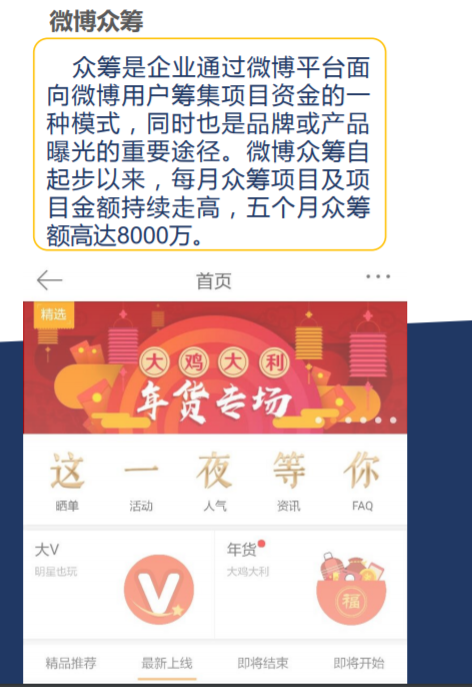 微博众筹
众筹是企业通过微博平台面
向微博用户筹集项目资金的一
种模式，同时也是品牌或产品
曝光的重要途径。微博众筹自
起步以来，每月众筹项目及项
目金额持续走高，五个月众筹
额高达8000万。
首页
精选
大鸡大利
年货专场
这一夜等你
晒单 活动 人气 资讯 FAQ
大V 年货
明星也玩 大鸡大利
V 福
精品推荐 最新上线 即将结束 即将开始